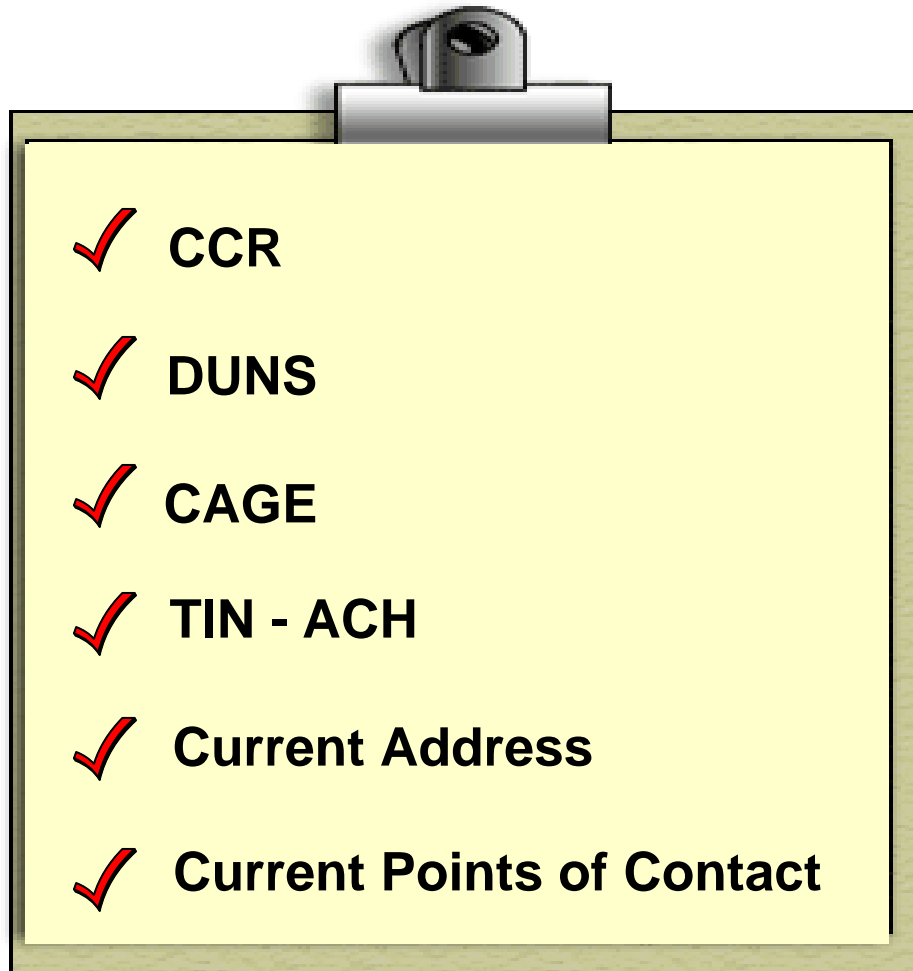 CCR
DUNS
CAGE
TIN - ACH
Current Address
Current Points of Contact